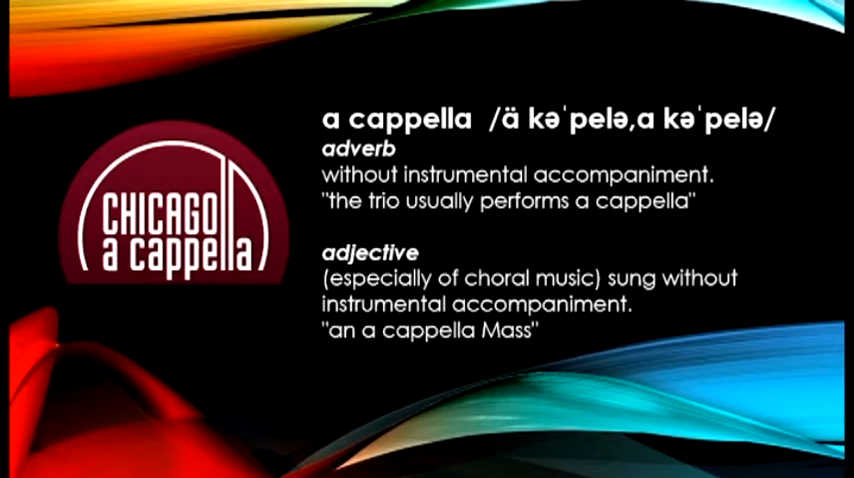 CHICAGO
a cappella
a cappella /ä kəˈpelə,a kəˈpelə/
adverb
without instrumental accompaniment.
"the trio usually performs a cappella"
adjective
(especially of choral music) sung without
instrumental accompaniment.
"an a cappella Mass"